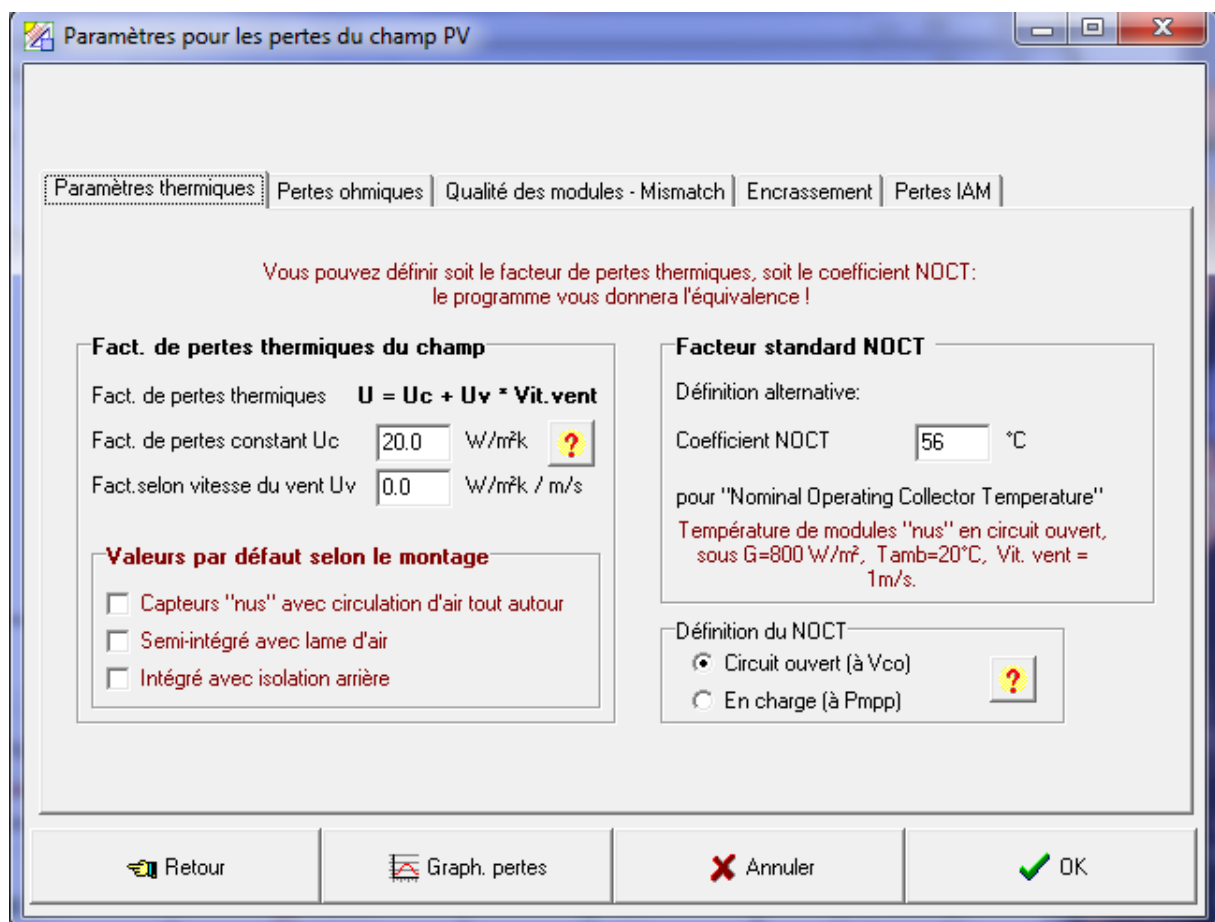 Paramètres pour les pertes du champ PV
Paramètres thermiques
Pertes ohmiques
Qualité des modules - Mismatch
Encrassement
Pertes IAM
Vous pouvez définir soit le facteur de pertes thermiques, soit le coefficient NOCT:
le programme vous donnera l'équivalence !
Fact. de pertes thermiques du champ
Fact. de pertes thermiques U = Uc + Uv * Vit.vent
Fact. de pertes constant Uc 20.0 W/m²k ?
Fact.selon vitesse du vent Uv 0.0 W/m²k / m/s
Valeurs par défaut selon le montage
Capteurs "nus" avec circulation d'air tout autour
Semi-intégré avec lame d'air
Intégré avec isolation arrière
Facteur standard NOCT
Définition alternative:
Coefficient NOCT 56 °C
pour "Nominal Operating Collector Temperature"
Température de modules "nus" en circuit ouvert,
sous G=800 W/m², Tamb=20°C, Vit. vent =
1m/s.
Définition du NOCT
Circuit ouvert (à Vco)
?
En charge (à Pmpp)
Retour
Graph. pertes
Annuler
OK